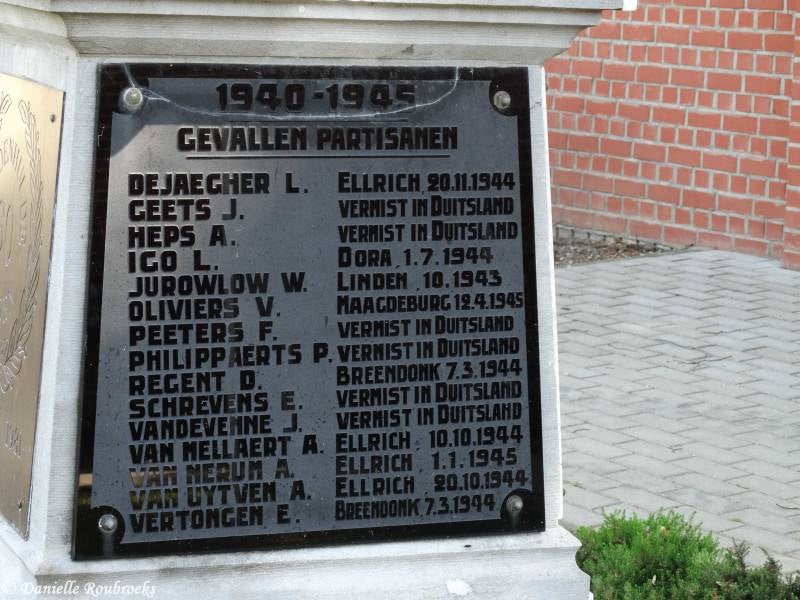 1940-1945
GEVALLEN PARTISANEN
DEJAEGHER L. ELLRICH 20.11.1944
GEETS J. VERMIST IN DUITSLAND
HEPS A. VERMIST IN DUITSLAND
IGO L. DORA 1.7.1944
JUROWLOW W. LINDEN 10.1943
OLIVIERS V. MAAGDEBURG 12.4.1945
PEETERS F. VERMIST IN DUITSLAND
PHILIPPAERTS P. VERMIST IN DUITSLAND
REGENT D. BREENDONK 7.3.1944
SCHREVENS E. VERMIST IN DUITSLAND
VANDEVENNE J. VERMIST IN DUITSLAND
VAN MELLAERT A. ELLRICH 10.10.1944
VAN NERUM A. ELLRICH 1.1.1945
VAN UYTVEN A. ELLRICH 20.10.1944
VERTONGEN E. BREENDONK 7.3.1944
© Danielle Roubroeks